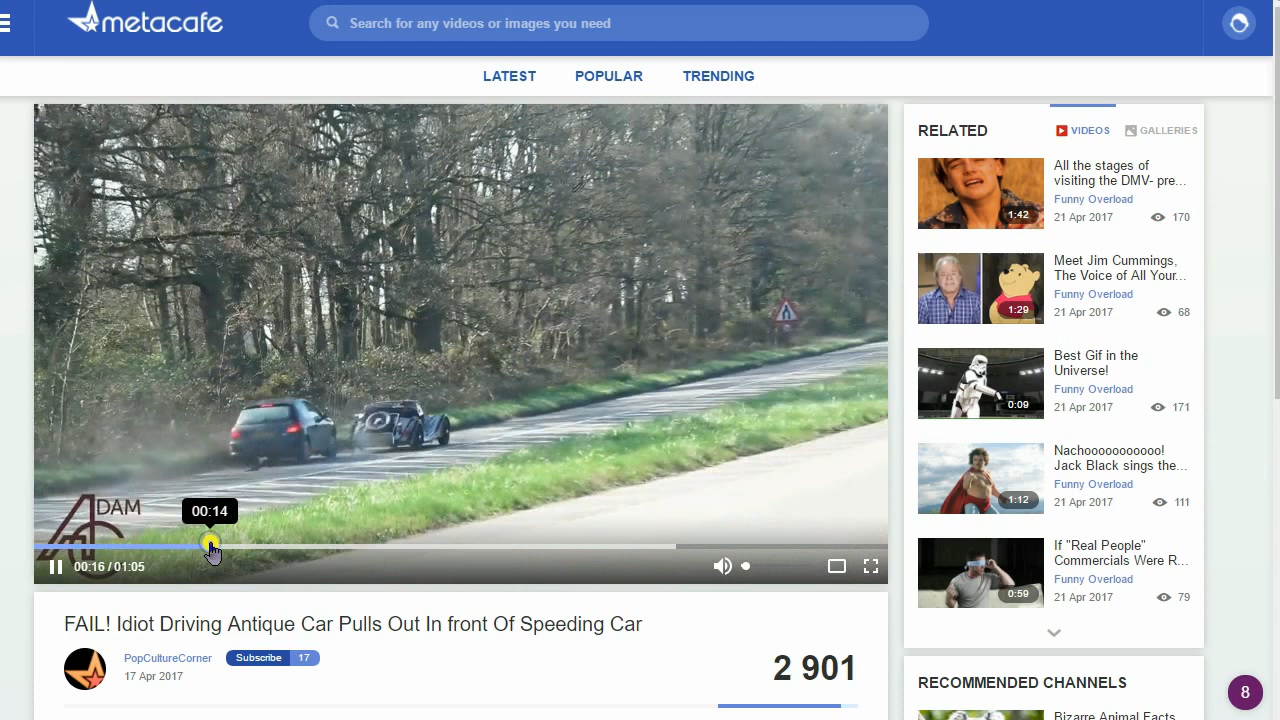 metacafe
Search for any videos or images you need
LATEST
POPULAR
TRENDING
ADAM
00:14
00:16 / 01:05
FAIL! Idiot Driving Antique Car Pulls Out In front Of Speeding Car
PopCultureCorner
Subscribe 17
17 Apr 2017
2 901
RELATED
VIDEOS
GALLERIES
1:42
All the stages of
visiting the DMV- pre...
Funny Overload
21 Apr 2017 170
1:29
Meet Jim Cummings,
The Voice of All Your...
Funny Overload
21 Apr 2017 68
0:09
Best Gif in the
Universe!
Funny Overload
21 Apr 2017 171
1:12
Nachooooooooooo!
Jack Black sings the...
Funny Overload
21 Apr 2017 111
0:59
If "Real People"
Commercials Were R...
Funny Overload
21 Apr 2017 79
RECOMMENDED CHANNELS
Bizarre Animal Facts
8